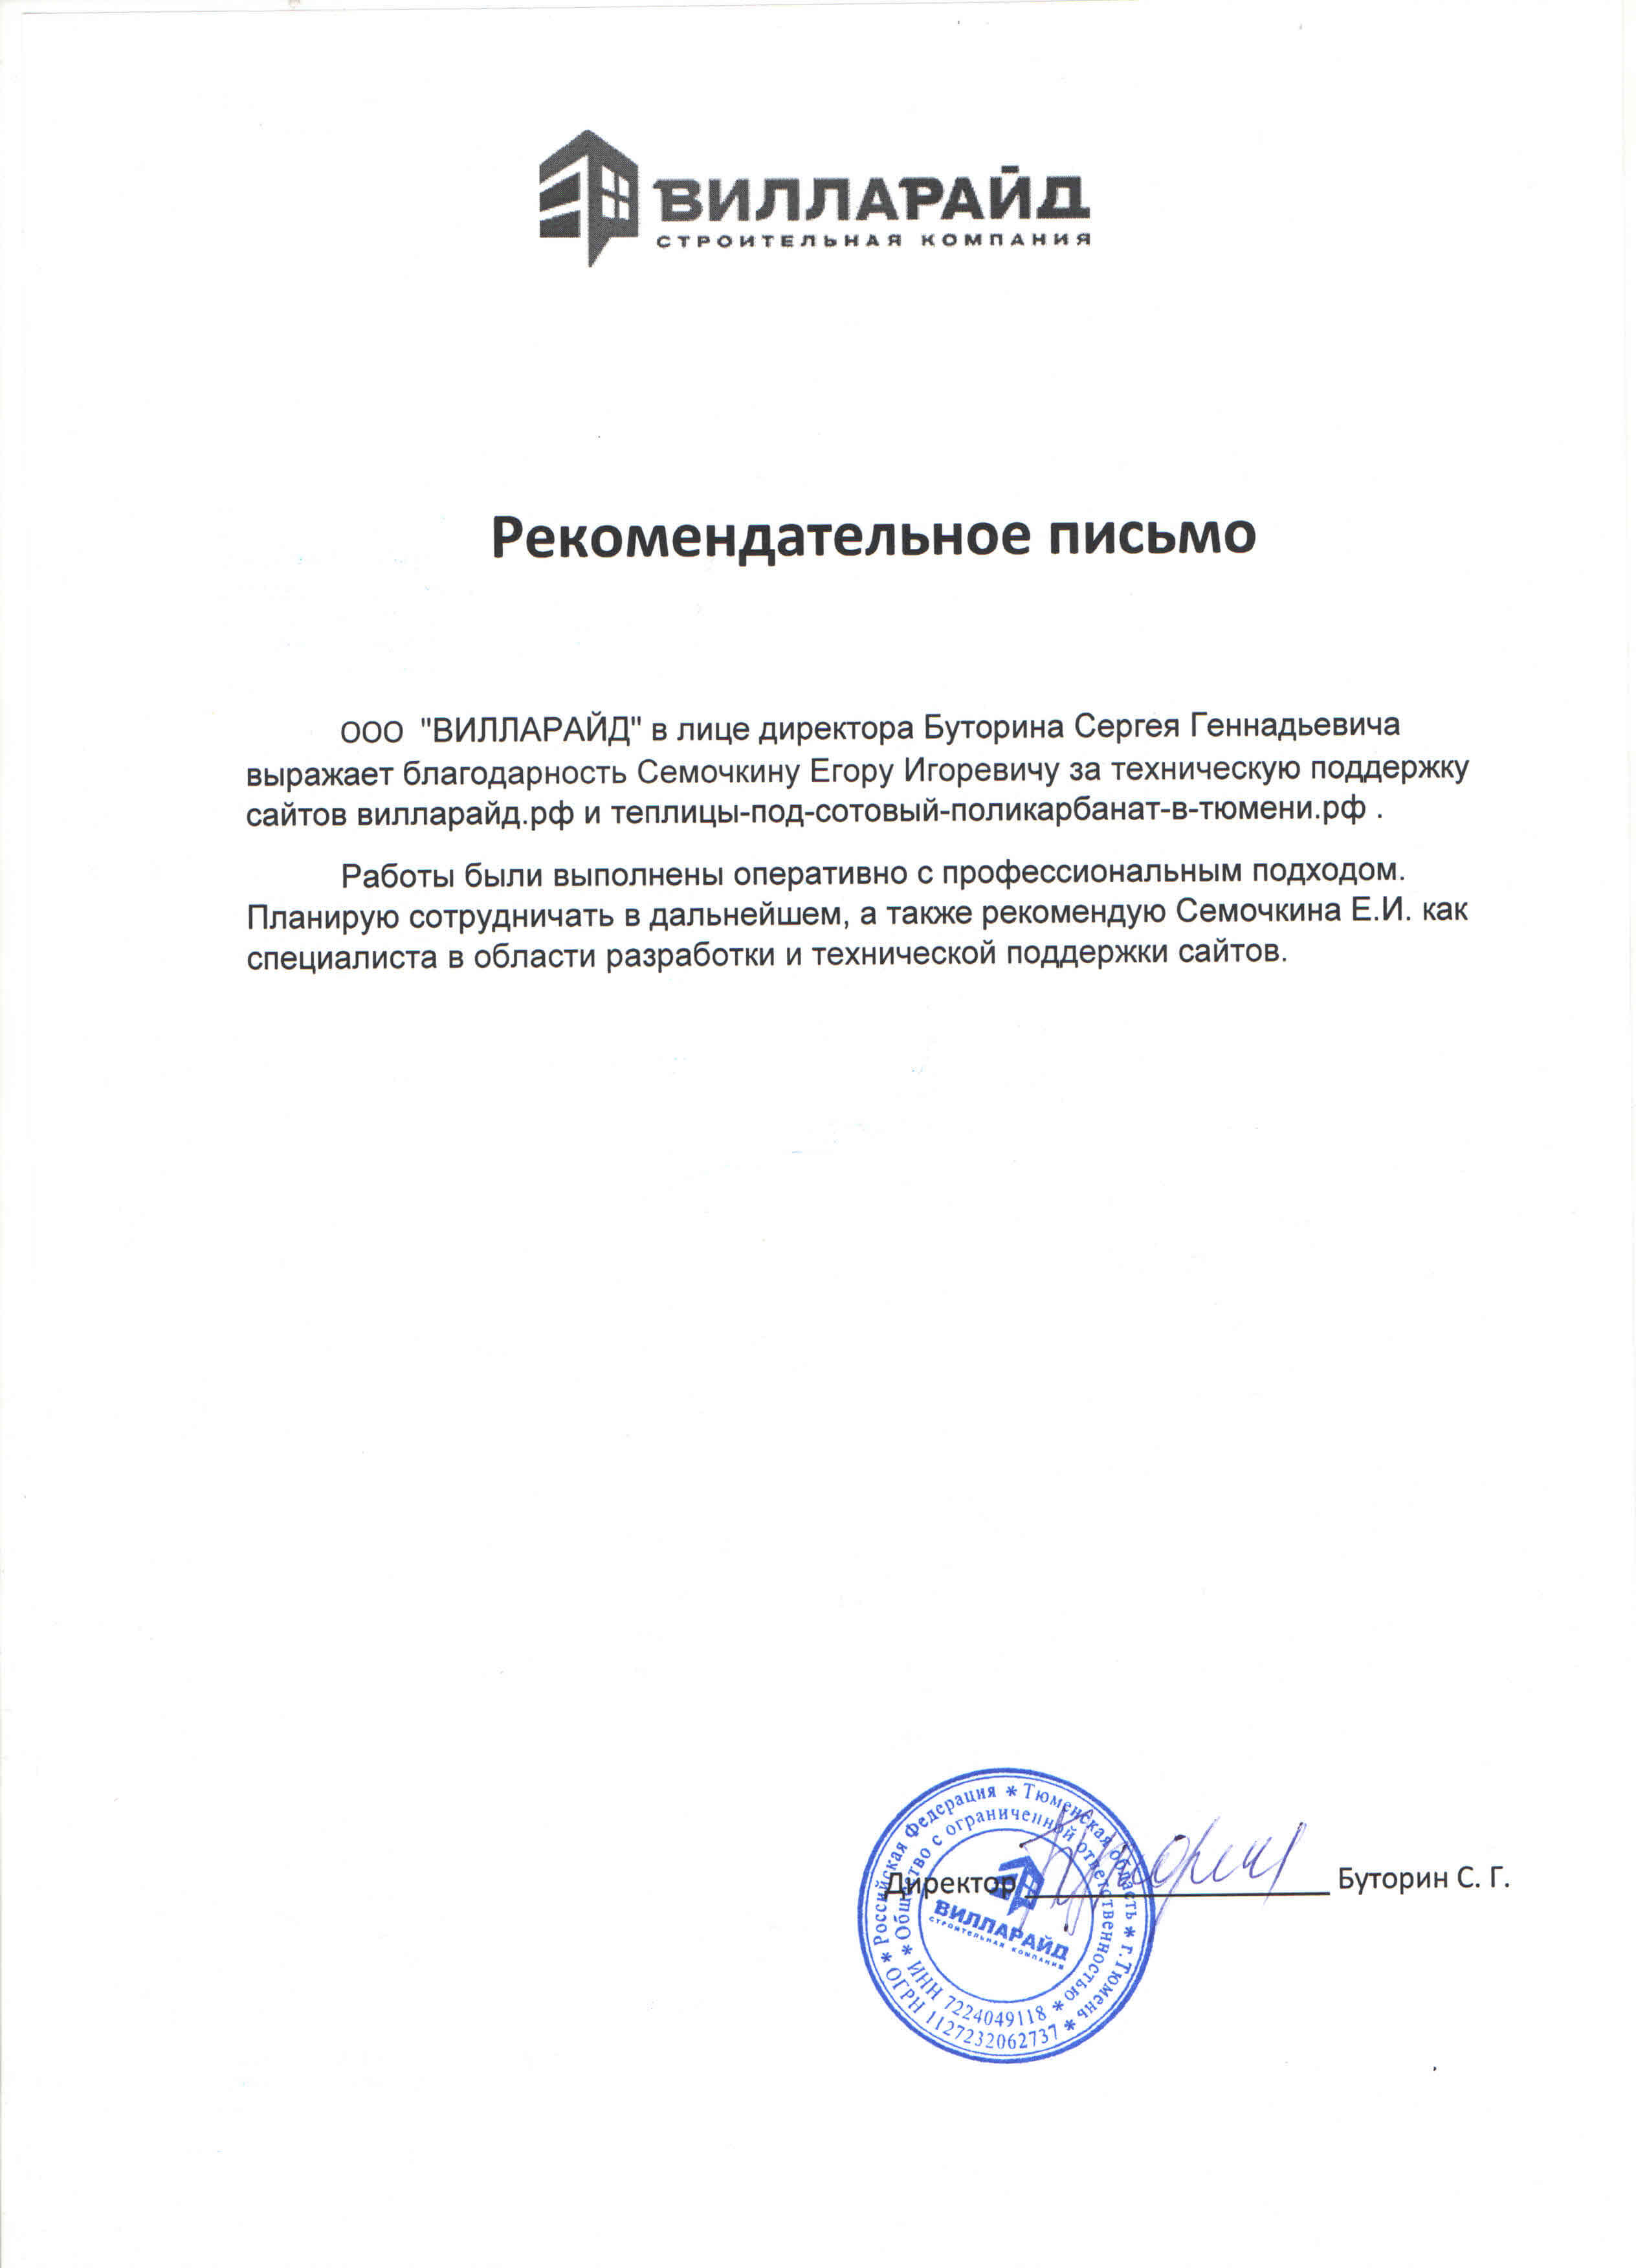 ВИЛЛАРАЙД
СТРОИТЕЛЬНАЯ КОМПАНИЯ
Рекомендательное письмо
ООО "ВИЛЛАРАЙД" в лице директора Буторина Сергея Геннадьевича
выражает благодарность Семочкину Егору Игоревичу за техническую поддержку
сайтов вилларайд.рф и теплицы-под-сотовый-поликарбанат-в-тюмени.рф .
Работы были выполнены оперативно с профессиональным подходом.
Планирую сотрудничать в дальнейшем, а также рекомендую Семочкина Е.И. как
специалиста в области разработки и технической поддержки сайтов.
Директор Буторин С. Г.
* Российская Федерация * Тюменская область * г. Тюмень *
ОГРН 1127232062737
* Общество с ограниченной ответственностью *
ИНН 7224049118
ВИЛЛАРАЙД
СТРОИТЕЛЬНАЯ КОМПАНИЯ